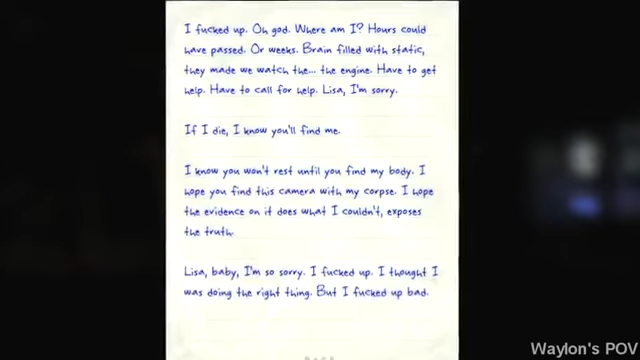 I fucked up. Oh god. Where am I? Hours could
have passed. Or weeks. Brain filled with static,
they made we watch the... the engine. Have to get
help. Have to call for help. Lisa, I'm sorry.
If I die, I know you'll find me.
I know you won't rest until you find my body. I
hope you find this camera with my corpse. I hope
the evidence on it does what I couldn't, exposes
the truth.
Lisa, baby, I'm so sorry. I fucked up. I thought I
was doing the right thing. But I fucked up bad.
Waylon's POV